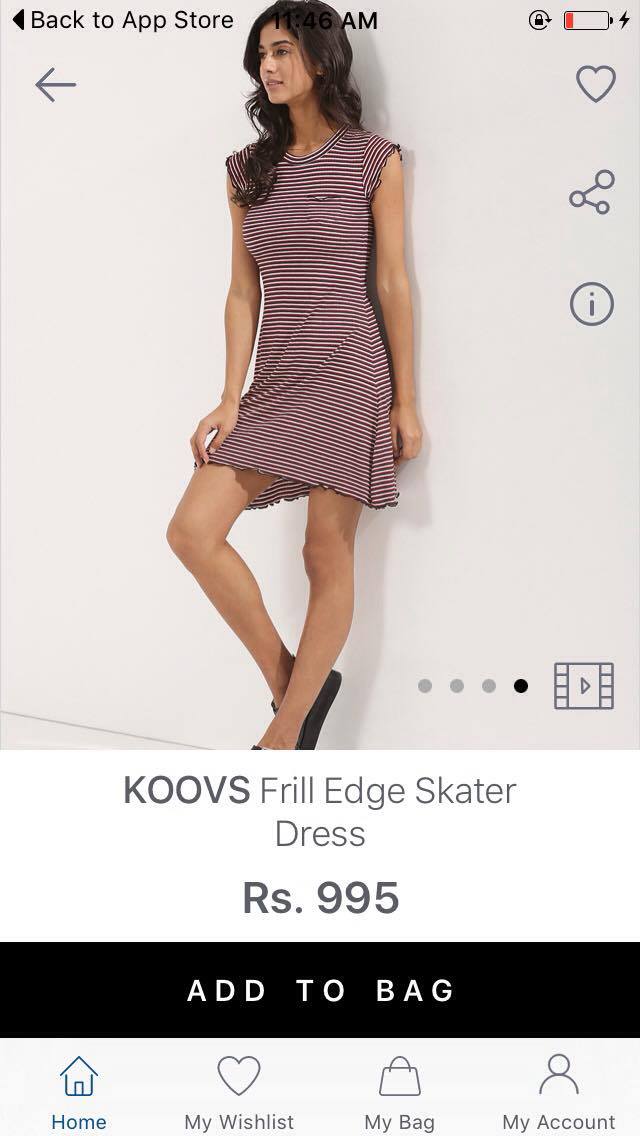 Back to App Store 11:46 AM
KOOVS Frill Edge Skater
Dress
Rs. 995
ADD TO BAG
Home My Wishlist My Bag My Account